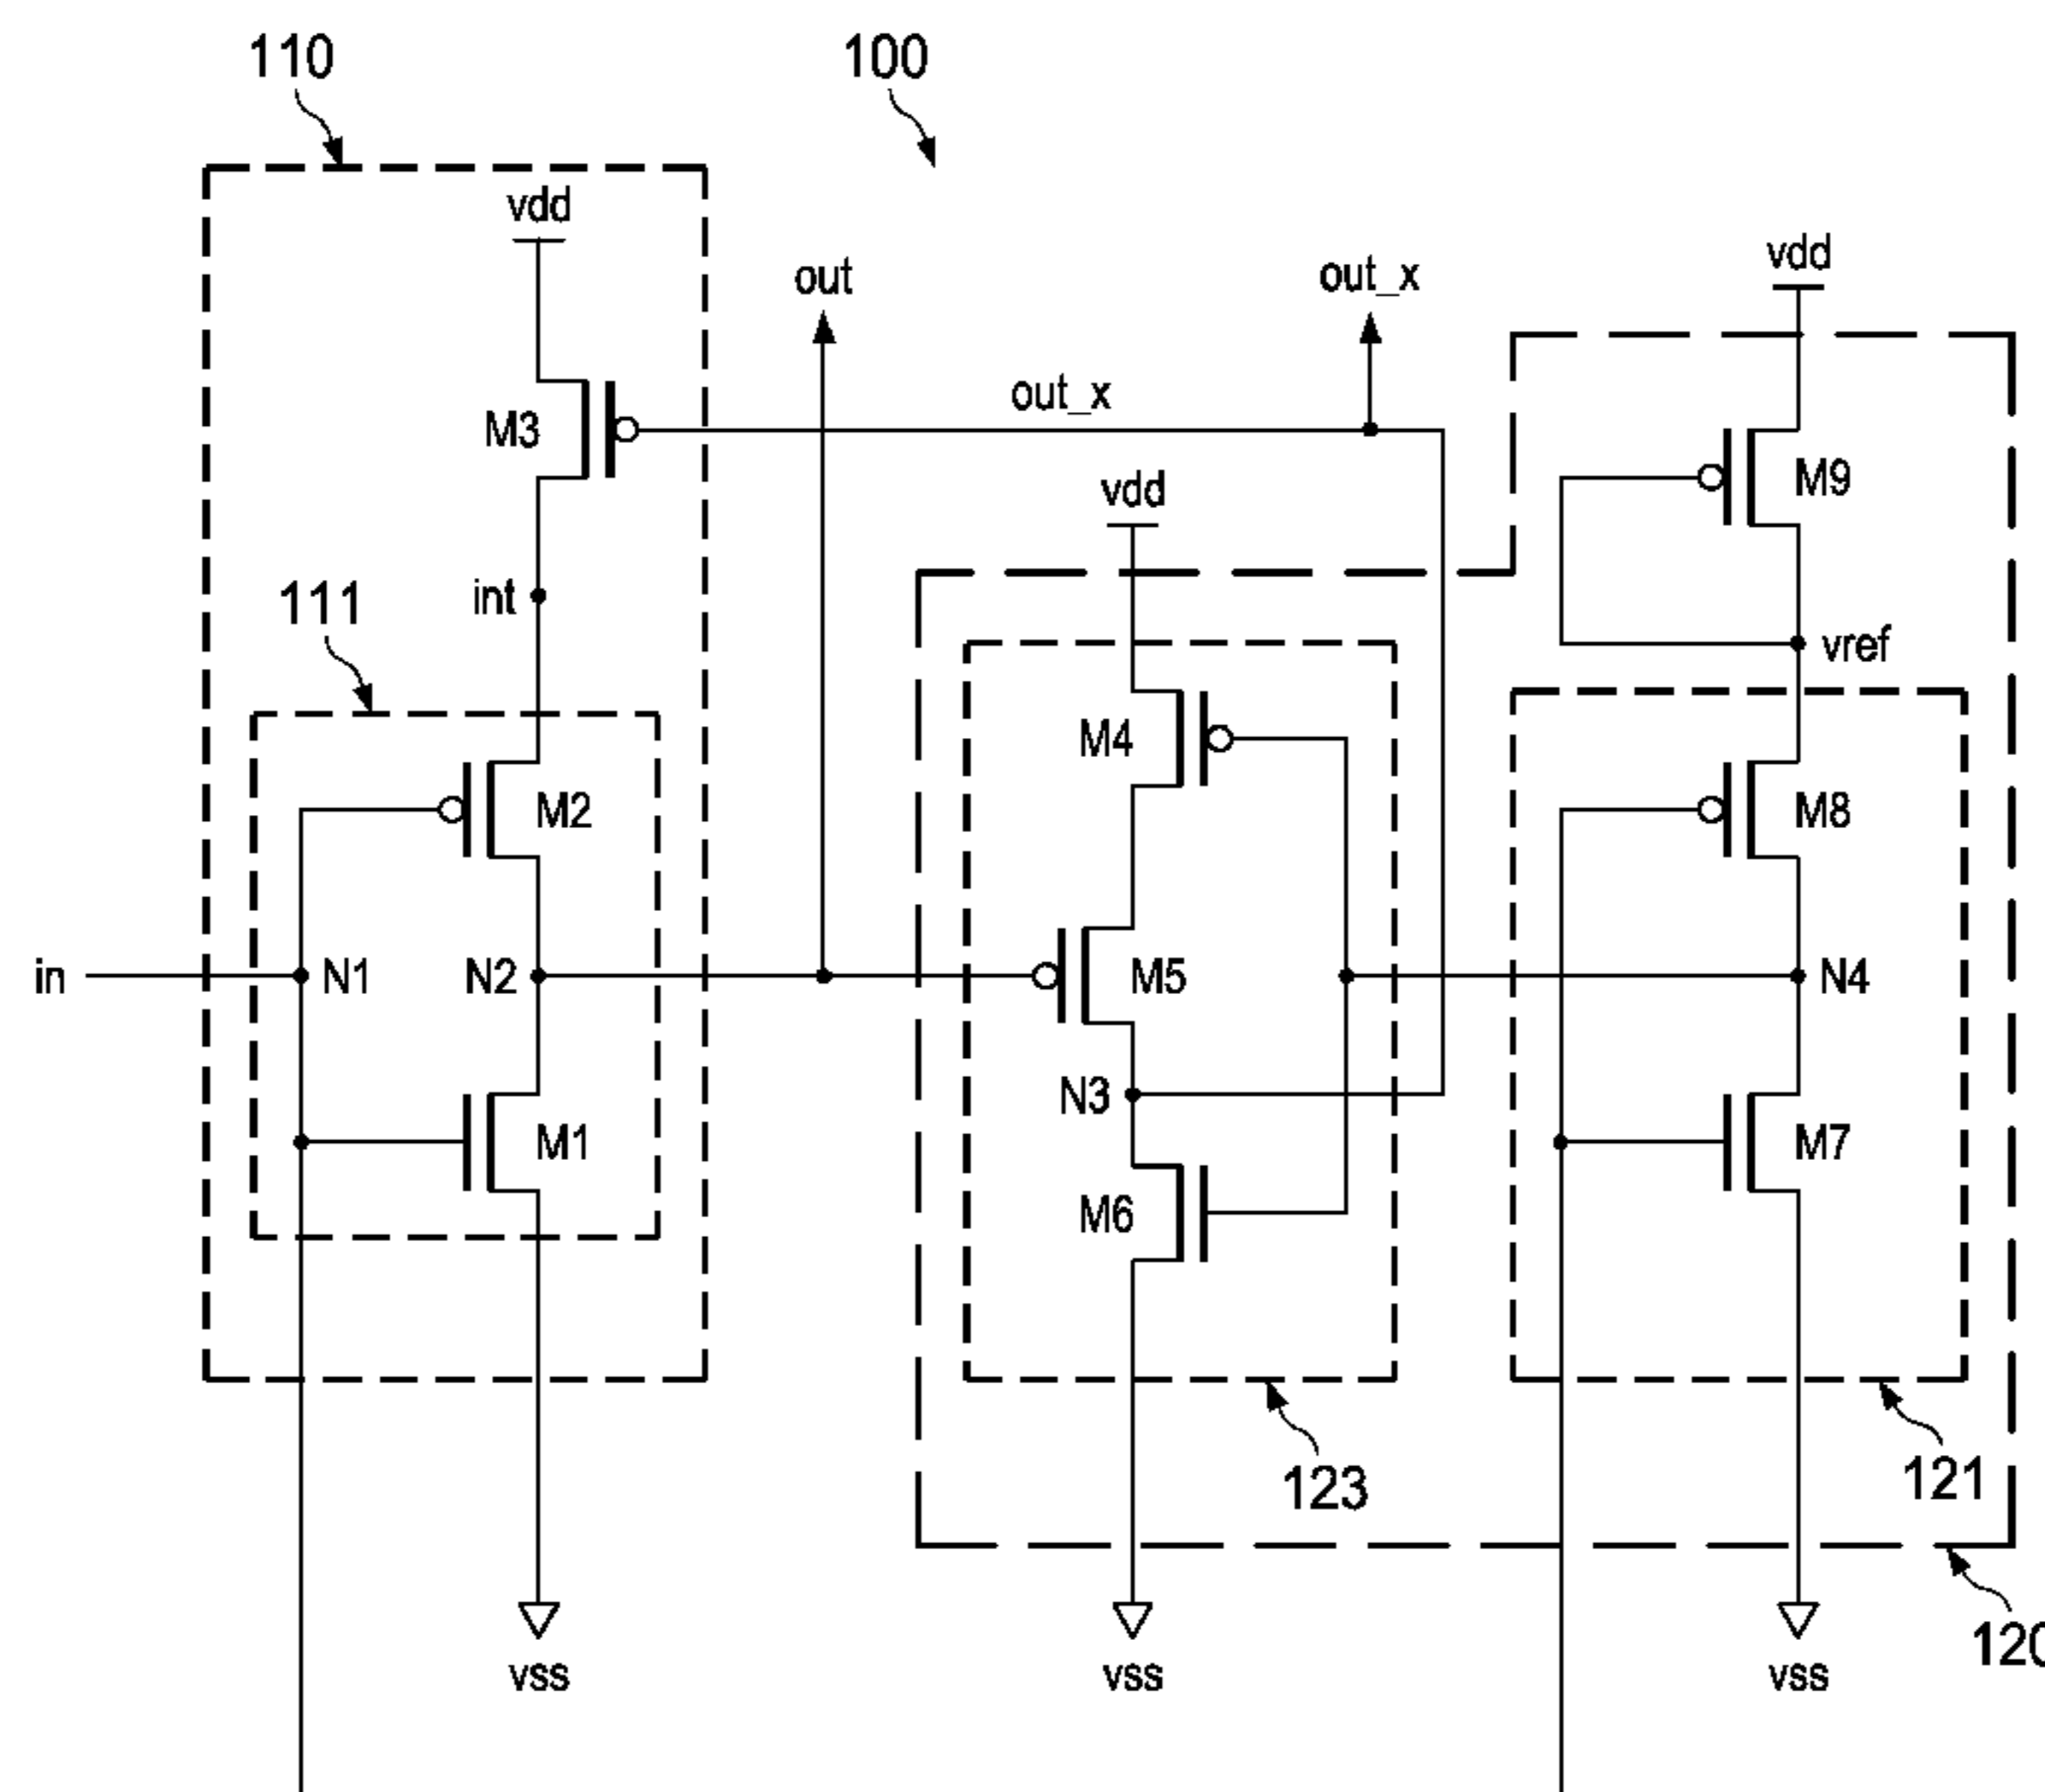 110
100
vdd
vdd
out
out_x
out_x
M3
M9
vdd
int
111
vref
M4
M2
M8
in
N1
N2
M5
N4
N3
M1
M7
M6
123
121
120
vss
vss
vss